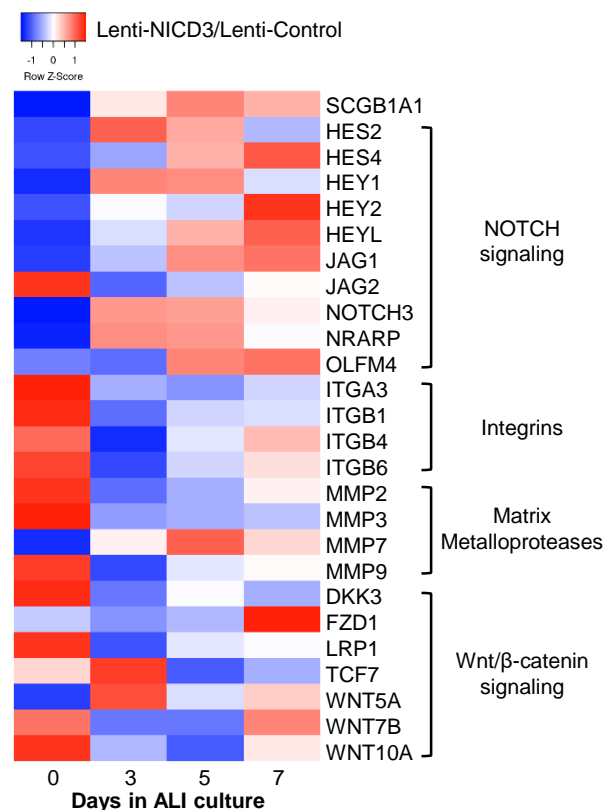 Lenti-NICD3/Lenti-Control
-1 0 1
Row Z-Score
SCGB1A1
HES2
HES4
HEY1
HEY2
HEYL
JAG1
JAG2
NOTCH3
NRARP
OLFM4
NOTCH
signaling
ITGA3
ITGB1
ITGB4
ITGB6
Integrins
MMP2
MMP3
MMP7
MMP9
Matrix
Metalloproteases
DKK3
FZD1
LRP1
TCF7
WNT5A
WNT7B
WNT10A
Wnt/β-catenin
signaling
0 3 5 7
Days in ALI culture